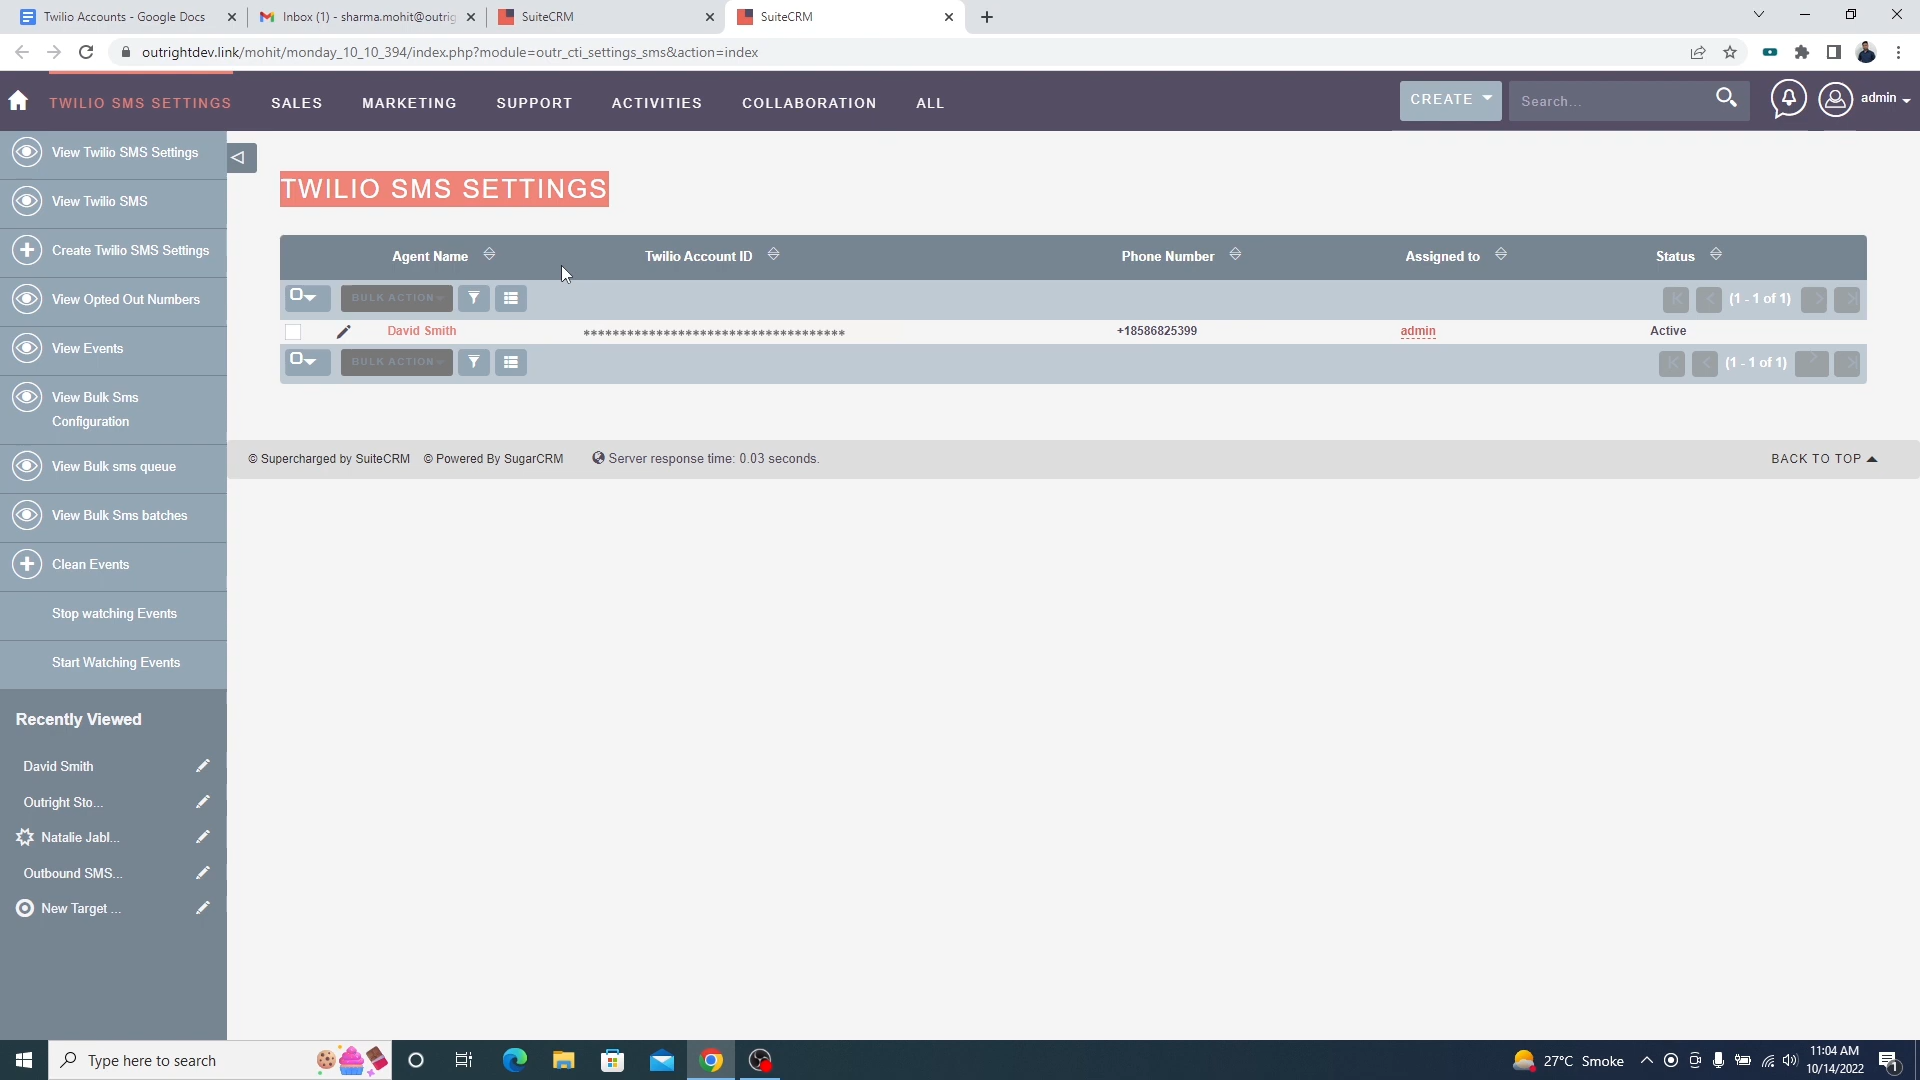 Twilio Accounts - Google Docs
Inbox (1) - sharma.mohit@outrig
SuiteCRM
SuiteCRM
outrightdev.link/mohit/monday_10_10_394/index.php?module=outr_cti_settings_sms&action=index
TWILIO SMS SETTINGS
SALES
MARKETING
SUPPORT
ACTIVITIES
COLLABORATION
ALL
CREATE
Search...
admin
View Twilio SMS Settings
View Twilio SMS
Create Twilio SMS Settings
View Opted Out Numbers
View Events
View Bulk Sms
Configuration
View Bulk sms queue
View Bulk Sms batches
Clean Events
Stop watching Events
Start Watching Events
Recently Viewed
David Smith
Outright Sto...
Natalie Jabl...
Outbound SMS...
New Target ...
TWILIO SMS SETTINGS
Agent Name
Twilio Account ID
Phone Number
Assigned to
Status
BULK ACTION
(1 - 1 of 1)
David Smith
************************************
+18586825399
admin
Active
BULK ACTION
(1 - 1 of 1)
© Supercharged by SuiteCRM
© Powered By SugarCRM
Server response time: 0.03 seconds.
BACK TO TOP
Type here to search
27°C Smoke
11:04 AM
10/14/2022
1